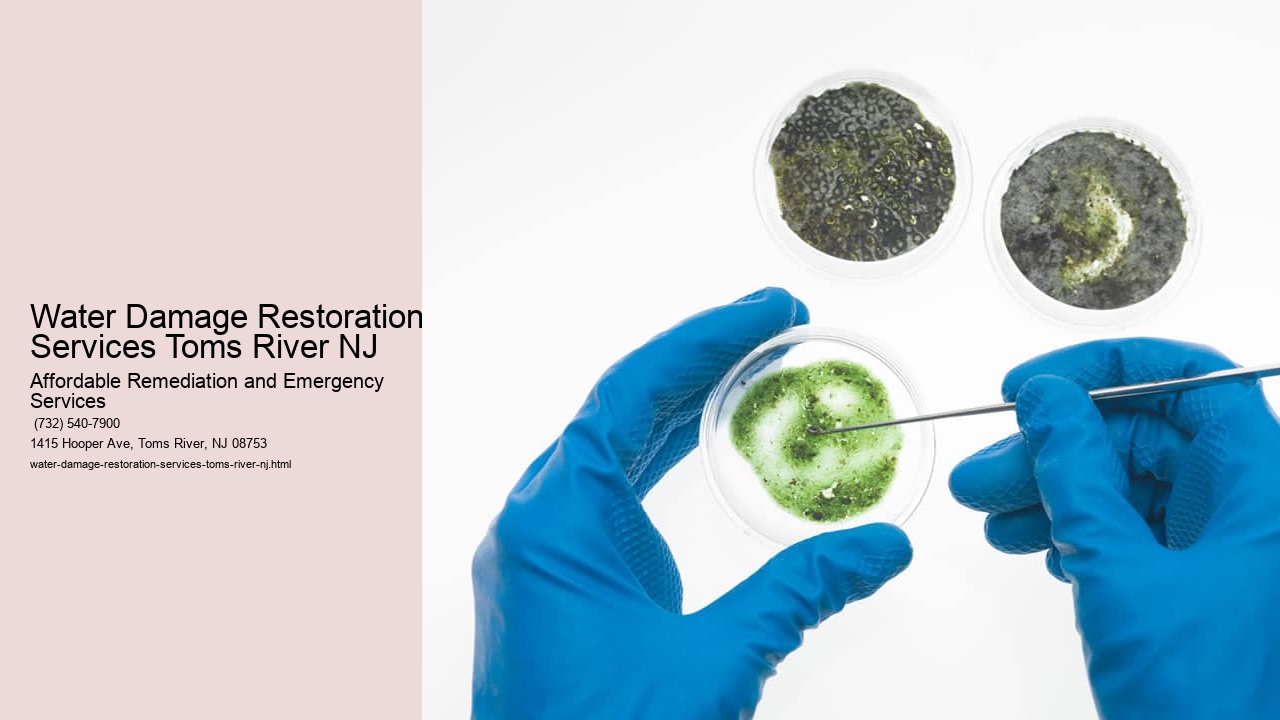 Water Damage Restoration
Services Toms River NJ
Affordable Remediation and Emergency
Services
(732) 540-7900
1415 Hooper Ave, Toms River, NJ 08753
water-damage-restoration-services-toms-river-nj.html